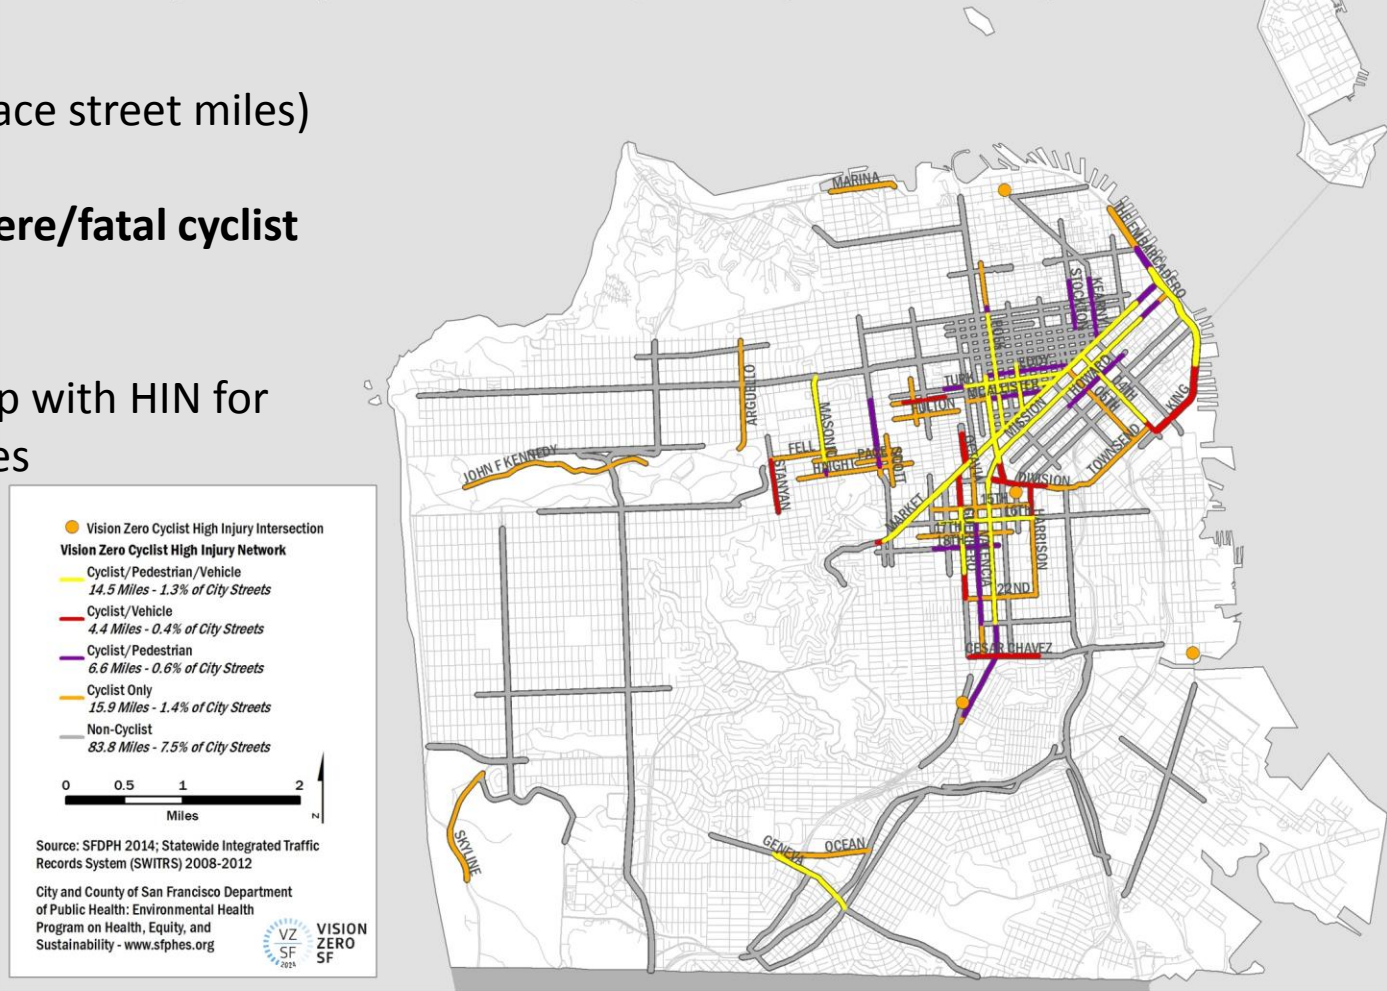 ace street miles)
ere/fatal cyclist
p with HIN for
es
Vision Zero Cyclist High Injury Intersection
Vision Zero Cyclist High Injury Network
Cyclist/Pedestrian/Vehicle
14.5 Miles - 1.3% of City Streets
Cyclist/Vehicle
4.4 Miles - 0.4% of City Streets
Cyclist/Pedestrian
6.6 Miles - 0.6% of City Streets
Cyclist Only
15.9 Miles - 1.4% of City Streets
Non-Cyclist
83.8 Miles - 7.5% of City Streets
0 0.5 1 2
Miles
N
Source: SFDPH 2014; Statewide Integrated Traffic
Records System (SWITRS) 2008-2012
City and County of San Francisco Department
of Public Health: Environmental Health
Program on Health, Equity, and
Sustainability - www.sfphes.org
VZ
SF
2024
VISION
ZERO
SF
MARINA
THE EMBARCADERO
STOCKTON
KEARNY
POLK
EDDY
TURK
MCALLISTER
FULTON
HOWARD
MISSION
4TH
5TH
KING
TOWNSEND
ARGUELLO
MASONIC
JOHN F KENNEDY
FELL
PAGE
HAIGHT
SCOTT
STANYAN
OCTAVIA
DIVISION
MARKET
15TH
16TH
17TH
18TH
GUERRERO
VALENCIA
HARRISON
22ND
CESAR CHAVEZ
SKYLINE
GENEVA
OCEAN